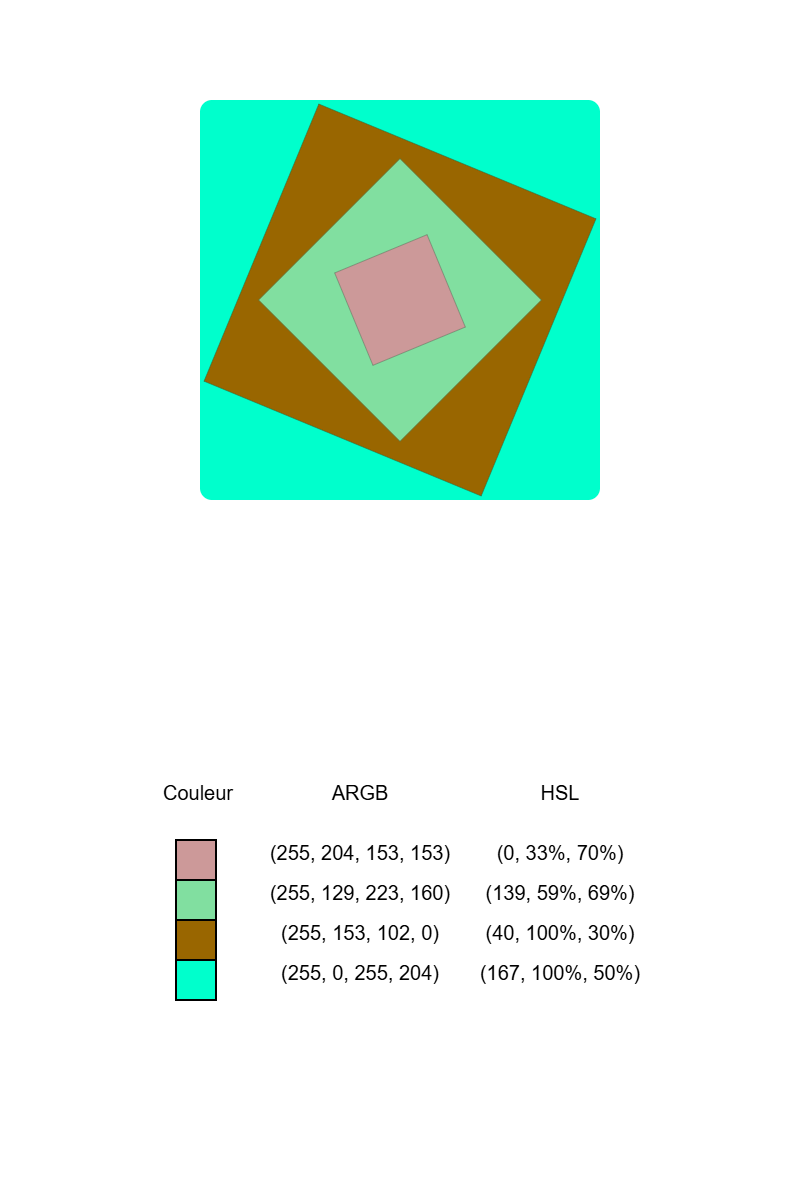 Couleur ARGB HSL
(255, 204, 153, 153) (0, 33%, 70%)
(255, 129, 223, 160) (139, 59%, 69%)
(255, 153, 102, 0) (40, 100%, 30%)
(255, 0, 255, 204) (167, 100%, 50%)